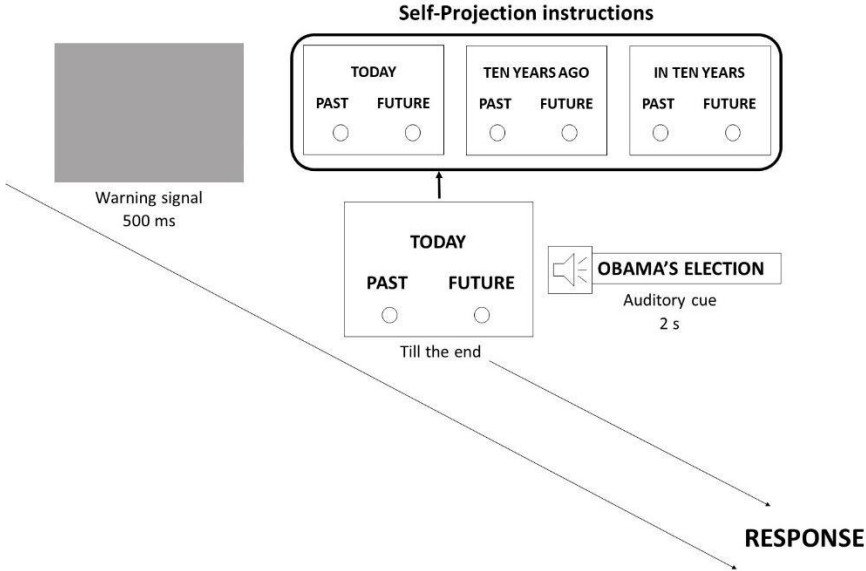 Self-Projection instructions
TODAY
PAST FUTURE
TEN YEARS AGO
PAST FUTURE
IN TEN YEARS
PAST FUTURE
Warning signal
500 ms
TODAY
PAST FUTURE
Till the end
OBAMA'S ELECTION
Auditory cue
2 s
RESPONSE